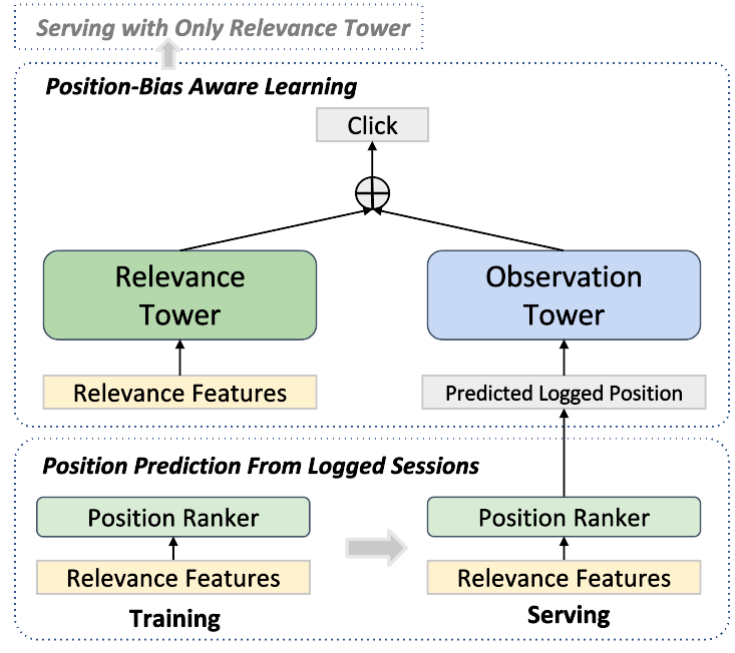 Serving with Only Relevance Tower
Position-Bias Aware Learning
Click
Relevance
Tower
Observation
Tower
Relevance Features
Predicted Logged Position
Position Prediction From Logged Sessions
Position Ranker
Position Ranker
Relevance Features
Relevance Features
Training
Serving